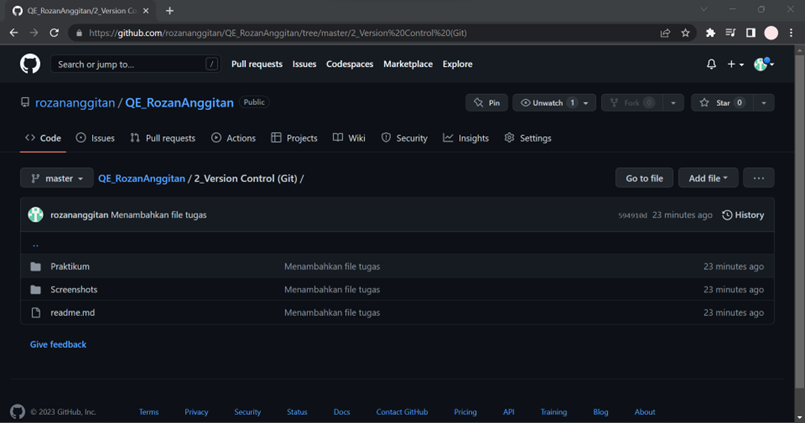 QE_RozanAnggitan/2_Version Co
https://github.com/rozananggitan/QE_RozanAnggitan/tree/master/2_Version%20Control%20(Git)
Search or jump to... / Pull requests Issues Codespaces Marketplace Explore
rozananggitan / QE_RozanAnggitan Public Pin Unwatch 1 Fork 0 Star 0
Code Issues Pull requests Actions Projects Wiki Security Insights Settings
master QE_RozanAnggitan / 2_Version Control (Git) / Go to file Add file ...
rozananggitan Menambahkan file tugas 594910d 23 minutes ago History
..
Praktikum Menambahkan file tugas 23 minutes ago
Screenshots Menambahkan file tugas 23 minutes ago
readme.md Menambahkan file tugas 23 minutes ago
Give feedback
© 2023 GitHub, Inc. Terms Privacy Security Status Docs Contact GitHub Pricing API Training Blog About